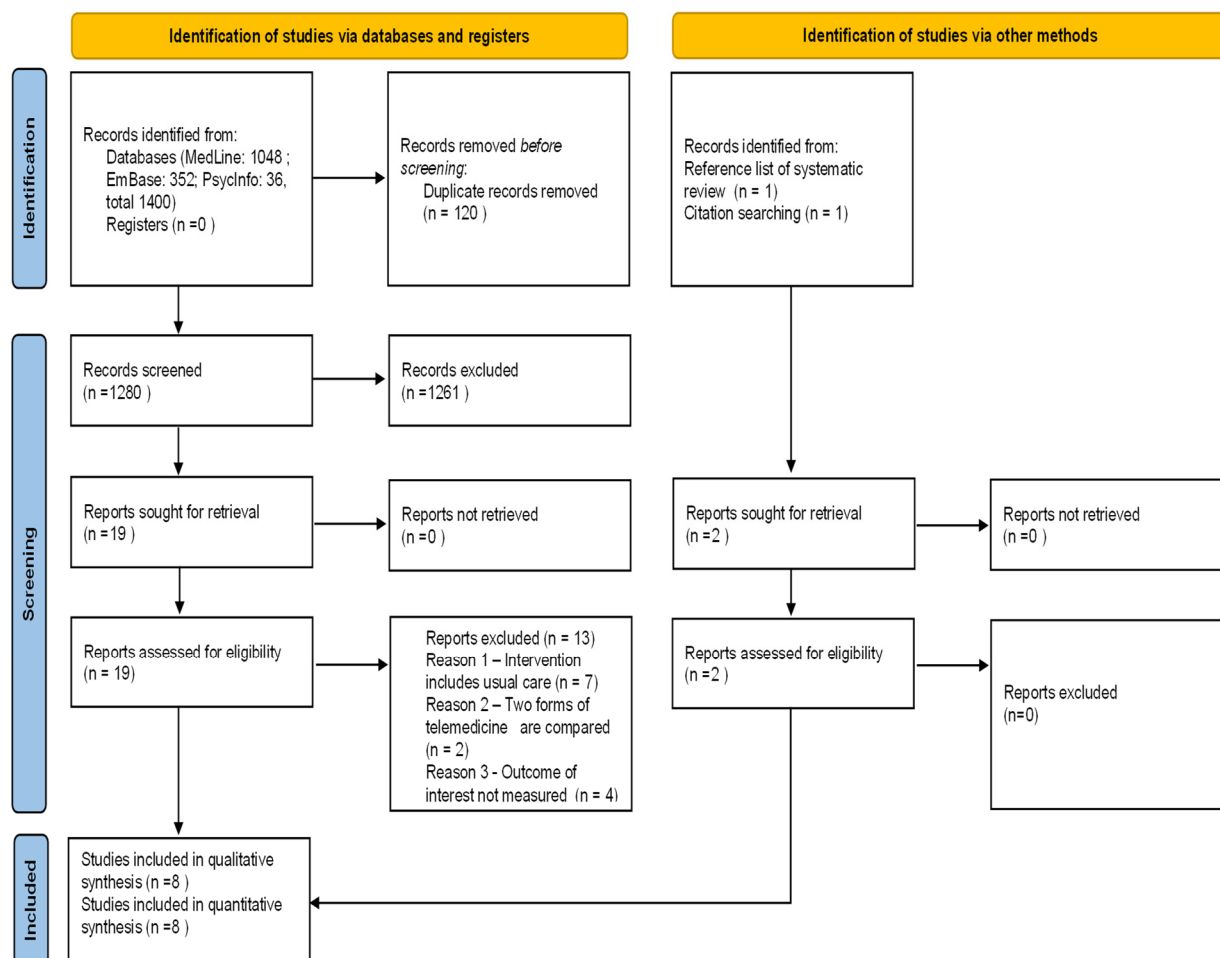 Identification of studies via databases and registers
Identification of studies via other methods
Identification
Records identified from:
Databases (MedLine: 1048 ;
EmBase: 352; PsycInfo: 36,
total 1400)
Registers (n =0 )
Records removed before
screening:
Duplicate records removed
(n = 120 )
Records identified from:
Reference list of systematic
review (n = 1)
Citation searching (n = 1)
Screening
Records screened
(n =1280 )
Records excluded
(n =1261 )
Reports sought for retrieval
(n =19 )
Reports not retrieved
(n =0 )
Reports sought for retrieval
(n =2 )
Reports not retrieved
(n =0 )
Reports assessed for eligibility
(n = 19)
Reports excluded (n = 13)
Reason 1 – Intervention
includes usual care (n = 7)
Reason 2 – Two forms of
telemedicine are compared
(n = 2)
Reason 3 - Outcome of
interest not measured (n = 4)
Reports assessed for eligibility
(n =2 )
Reports excluded
(n=0)
Included
Studies included in qualitative
synthesis (n =8 )
Studies included in quantitative
synthesis (n =8 )